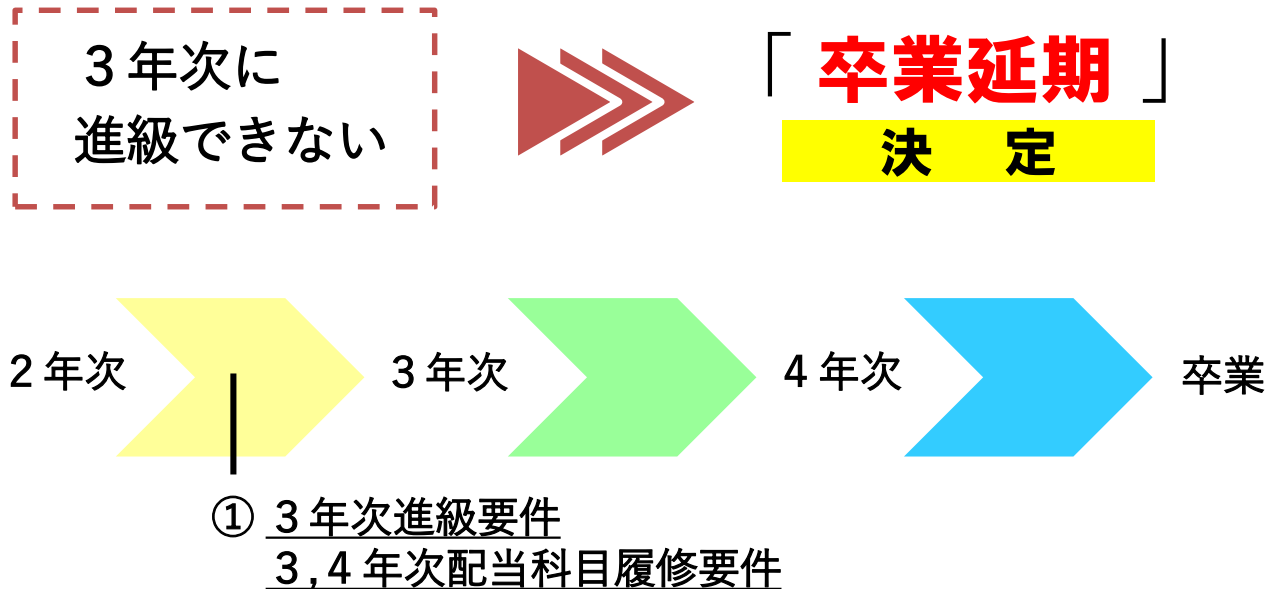 3年次に
進級できない
「卒業延期」
決 定
2年次
3年次
4年次
卒業
① 3年次進級要件
3,4年次配当科目履修要件